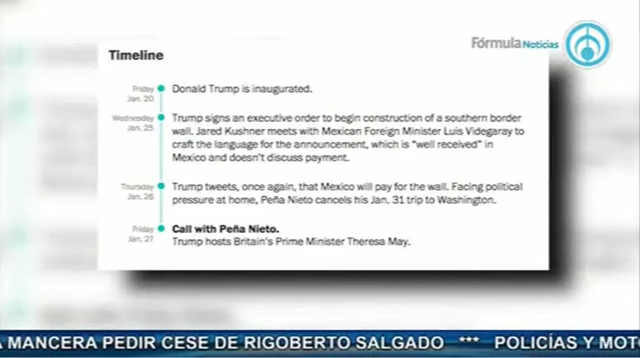 Fórmula Noticias
Timeline
Friday
Jan. 20
Donald Trump is inaugurated.
Wednesday
Jan. 25
Trump signs an executive order to begin construction of a southern border
wall. Jared Kushner meets with Mexican Foreign Minister Luis Videgaray to
craft the language for the announcement, which is “well received” in
Mexico and doesn’t discuss payment.
Thursday
Jan. 26
Trump tweets, once again, that Mexico will pay for the wall. Facing political
pressure at home, Peña Nieto cancels his Jan. 31 trip to Washington.
Friday
Jan. 27
Call with Peña Nieto.
Trump hosts Britain’s Prime Minister Theresa May.
A MANCERA PEDIR CESE DE RIGOBERTO SALGADO *** POLICÍAS Y MOT